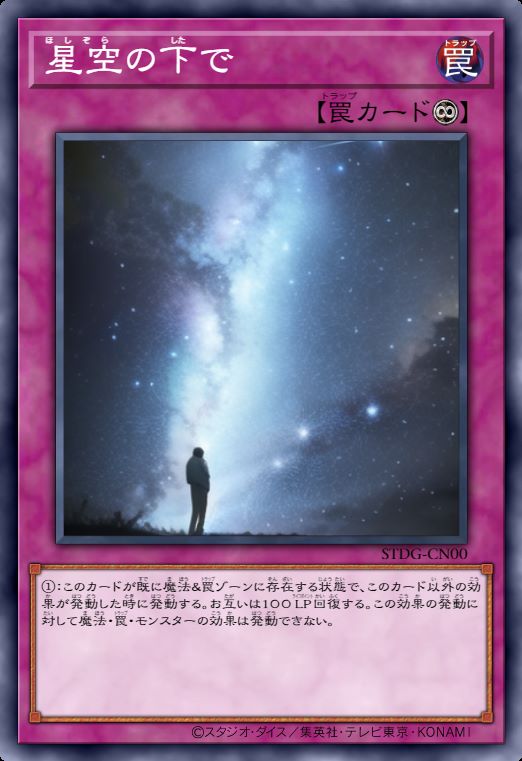 星空の下で
罠
【罠カード】
STDG-CN00
①:このカードが既に魔法&罠ゾーンに存在する状態で、このカード以外の効
果が発動した時に発動する。お互いは100LP回復する。この効果の発動に
対して魔法・罠・モンスターの効果は発動できない。
©スタジオ・ダイス/集英社・テレビ東京・KONAMI